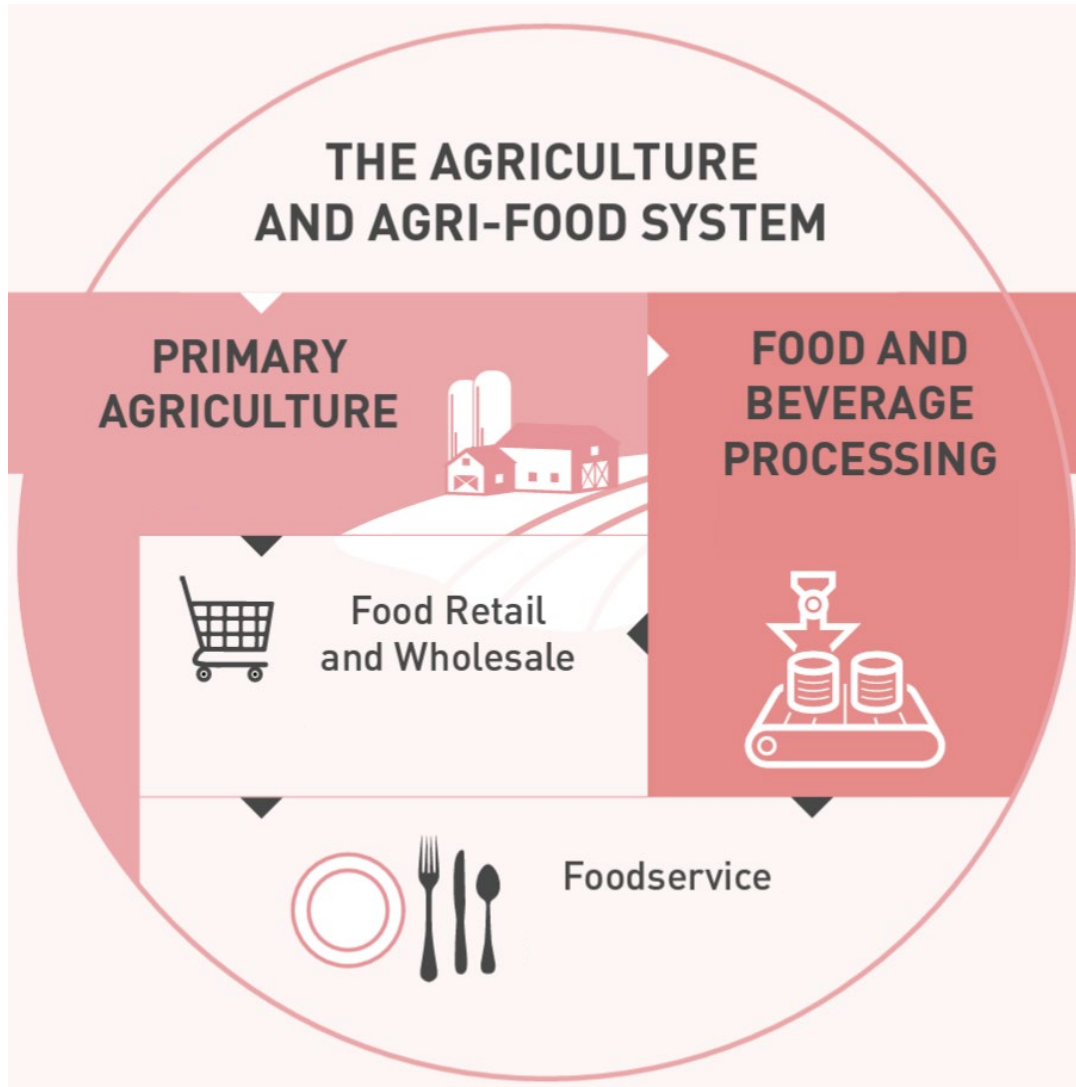 THE AGRICULTURE
AND AGRI-FOOD SYSTEM
PRIMARY
AGRICULTURE
FOOD AND
BEVERAGE
PROCESSING
Food Retail
and Wholesale
Foodservice